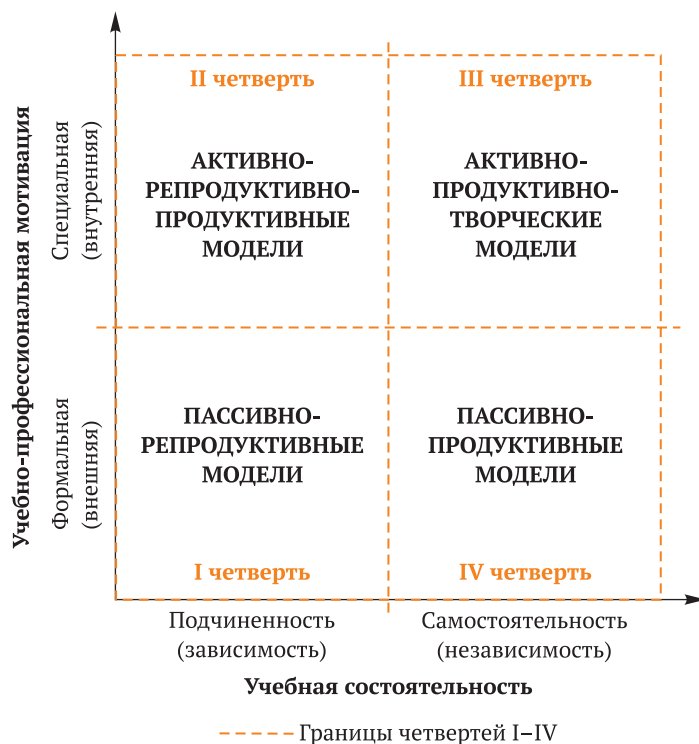 II четверть
III четверть
АКТИВНО-
РЕПРОДУКТИВНО-
ПРОДУКТИВНЫЕ
МОДЕЛИ
АКТИВНО-
ПРОДУКТИВНО-
ТВОРЧЕСКИЕ
МОДЕЛИ
ПАССИВНО-
РЕПРОДУКТИВНЫЕ
МОДЕЛИ
ПАССИВНО-
ПРОДУКТИВНЫЕ
МОДЕЛИ
I четверть
IV четверть
Учебно-профессиональная мотивация
Специальная
(внутренняя)
Формальная
(внешняя)
Подчиненность
(зависимость)
Самостоятельность
(независимость)
Учебная состоятельность
Границы четвертей I–IV